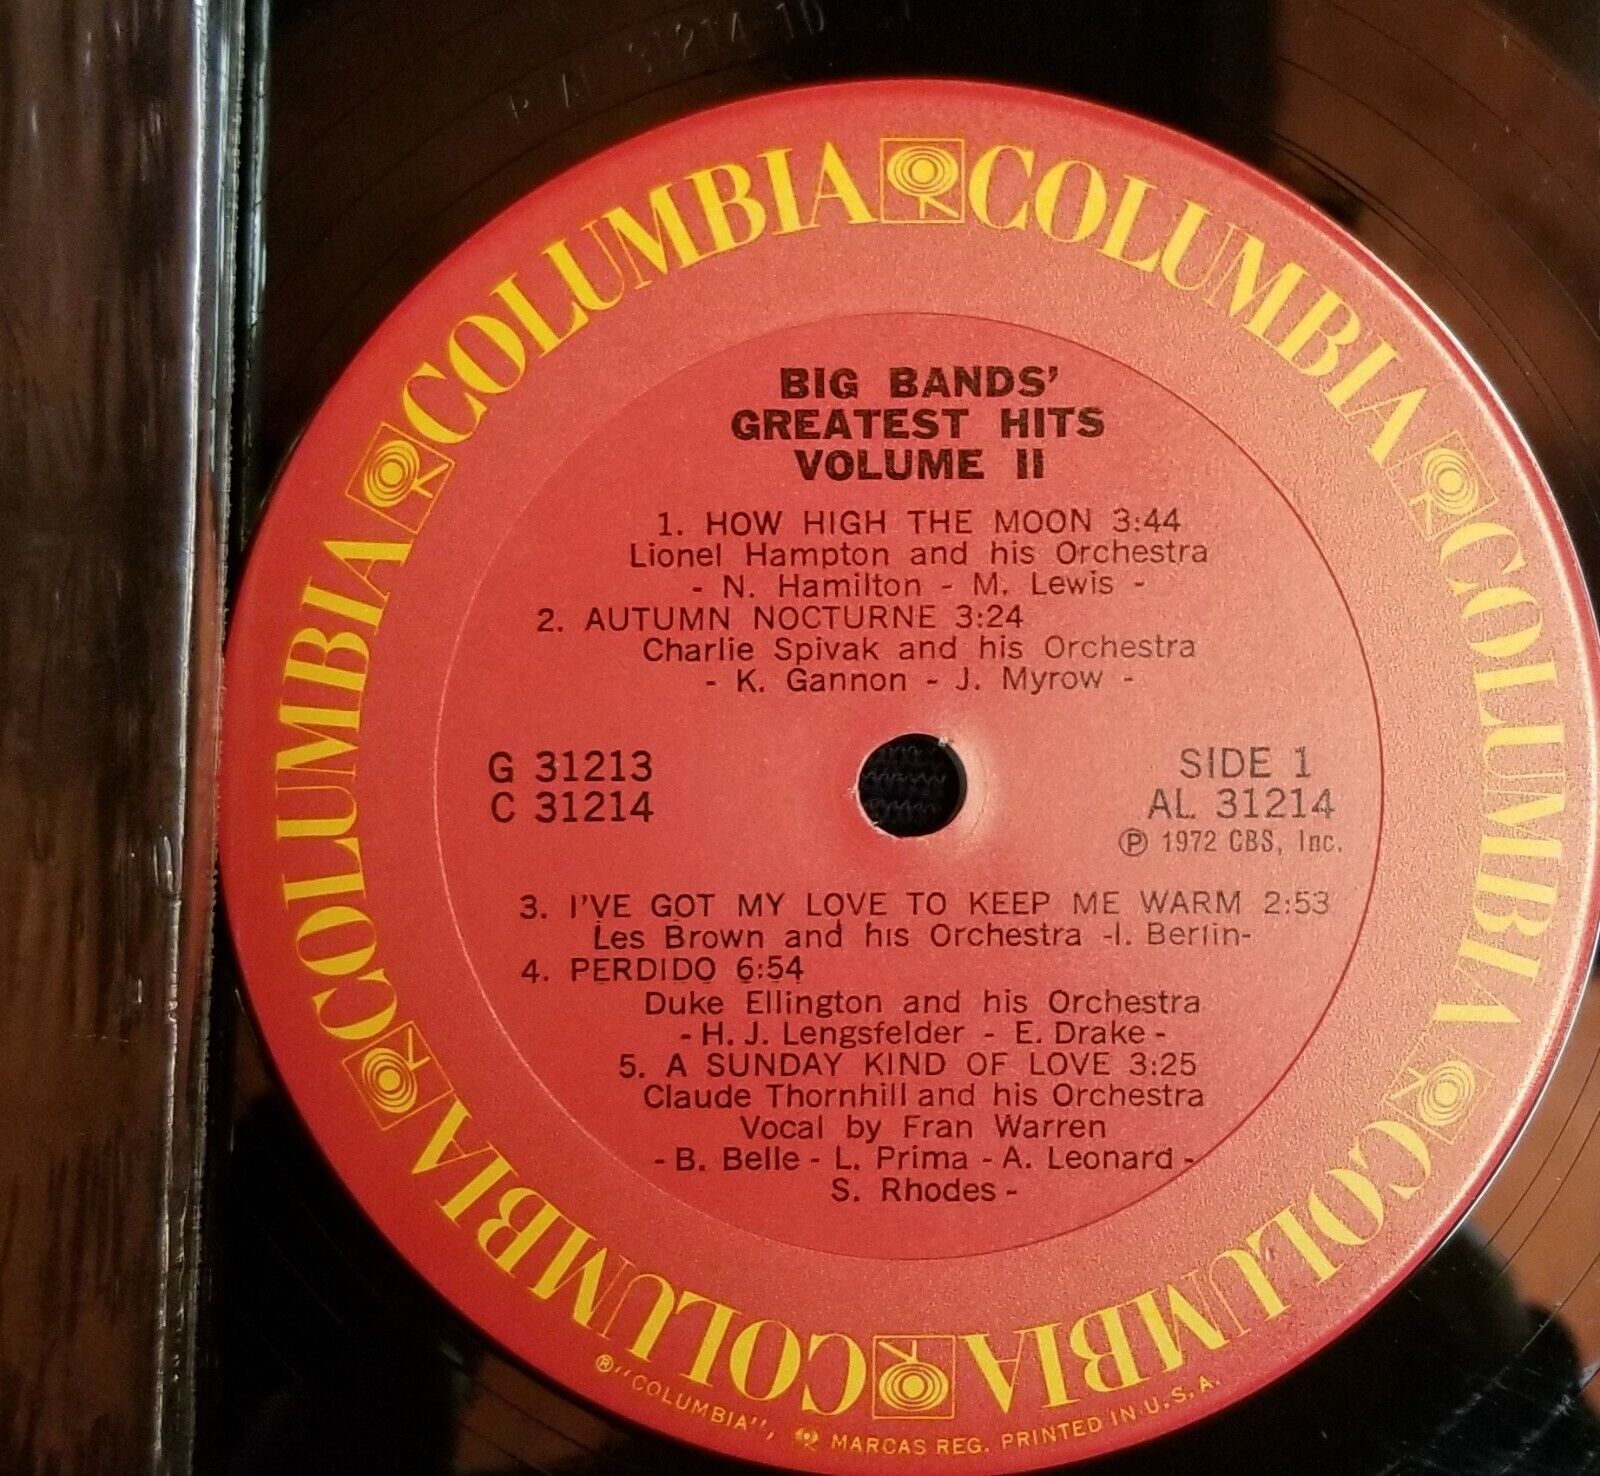 AL 31214-1D
COLUMBIA COLUMBIA COLUMBIA COLUMBIA COLUMBIA COLUMBIA
BIG BANDS'
GREATEST HITS
VOLUME II
1. HOW HIGH THE MOON 3:44
Lionel Hampton and his Orchestra
- N. Hamilton - M. Lewis -
2. AUTUMN NOCTURNE 3:24
Charlie Spivak and his Orchestra
- K. Gannon - J. Myrow -
G 31213
C 31214
SIDE 1
AL 31214
℗ 1972 CBS, Inc.
3. I'VE GOT MY LOVE TO KEEP ME WARM 2:53
Les Brown and his Orchestra -I. Berlin-
4. PERDIDO 6:54
Duke Ellington and his Orchestra
- H. J. Lengsfelder - E. Drake -
5. A SUNDAY KIND OF LOVE 3:25
Claude Thornhill and his Orchestra
Vocal by Fran Warren
- B. Belle - L. Prima - A. Leonard -
S. Rhodes -
® "COLUMBIA", MARCAS REG. PRINTED IN U.S.A.